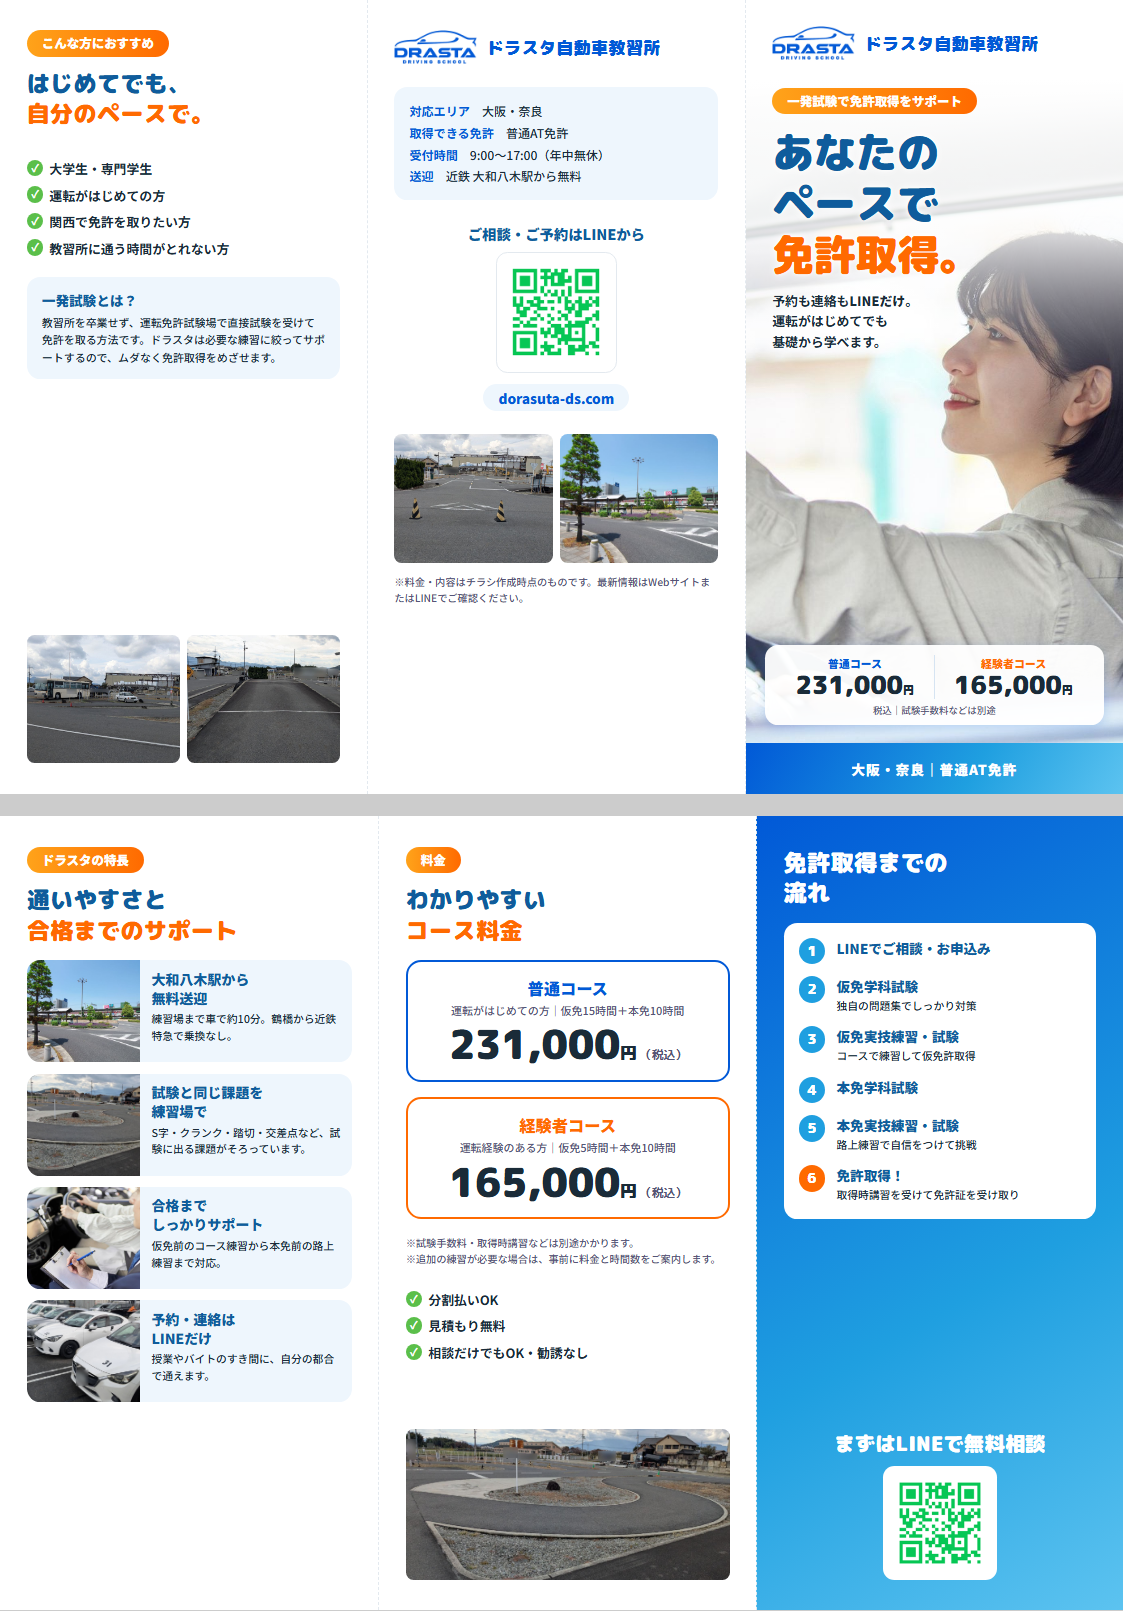 こんな方におすすめ
はじめてでも、
自分のペースで。
大学生・専門学生
運転がはじめての方
関西で免許を取りたい方
教習所に通う時間がとれない方
一発試験とは？
教習所を卒業せず、運転免許試験場で直接試験を受けて
免許を取る方法です。ドラスタは必要な練習に絞ってサポ
ートするので、ムダなく免許取得をめざせます。
DRASTA
DRIVING SCHOOL
ドラスタ自動車教習所
対応エリア 大阪・奈良
取得できる免許 普通AT免許
受付時間 9:00〜17:00（年中無休）
送迎 近鉄 大和八木駅から無料
ご相談・ご予約はLINEから
dorasuta-ds.com
※料金・内容はチラシ作成時点のものです。最新情報はWebサイトま
たはLINEでご確認ください。
DRASTA
DRIVING SCHOOL
ドラスタ自動車教習所
一発試験で免許取得をサポート
あなたの
ペースで
免許取得。
予約も連絡もLINEだけ。
運転がはじめてでも
基礎から学べます。
普通コース
231,000円
経験者コース
165,000円
税込｜試験手数料などは別途
大阪・奈良｜普通AT免許
ドラスタの特長
通いやすさと
合格までのサポート
大和八木駅から
無料送迎
練習場まで車で約10分。鶴橋から近鉄
特急で乗換なし。
試験と同じ課題を
練習場で
S字・クランク・踏切・交差点など、試
験に出る課題がそろっています。
合格まで
しっかりサポート
仮免前のコース練習から本免前の路上
練習まで対応。
予約・連絡は
LINEだけ
授業やバイトのすき間に、自分の都合
で通えます。
料金
わかりやすい
コース料金
普通コース
運転がはじめての方｜仮免15時間＋本免10時間
231,000円（税込）
経験者コース
運転経験のある方｜仮免5時間＋本免10時間
165,000円（税込）
※試験手数料・取得時講習などは別途かかります。
※追加の練習が必要な場合は、事前に料金と時間数をご案内します。
分割払いOK
見積もり無料
相談だけでもOK・勧誘なし
免許取得までの
流れ
1 LINEでご相談・お申込み
2 仮免学科試験
独自の問題集でしっかり対策
3 仮免実技練習・試験
コースで練習して仮免許取得
4 本免学科試験
5 本免実技練習・試験
路上練習で自信をつけて挑戦
6 免許取得！
取得時講習を受けて免許証を受け取り
まずはLINEで無料相談